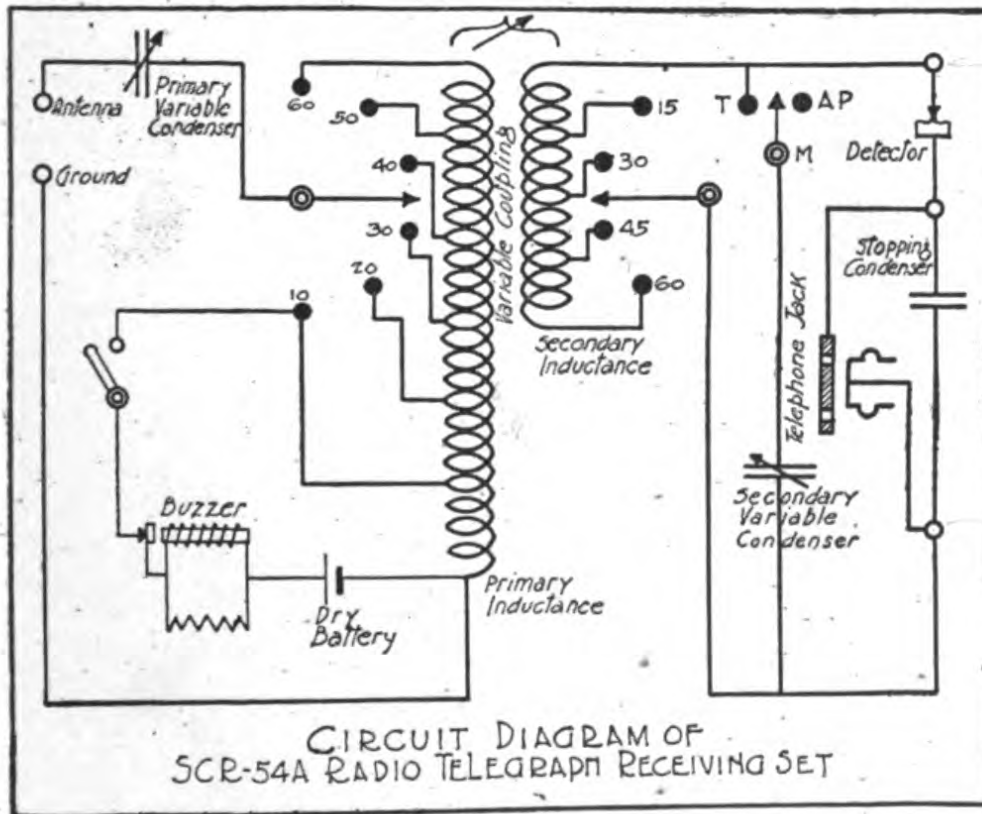 Antenna
Primary
Variable
Condenser
Ground
60
50
40
30
20
10
Variable Coupling
15
30
45
60
Secondary
Inductance
T
AP
M
Detector
Stopping
Condenser
Telephone Jack
Secondary
Variable
Condenser
Buzzer
Dry
Battery
Primary
Inductance
CIRCUIT DIAGRAM OF
SCR-54A RADIO TELEGRAPH RECEIVING SET